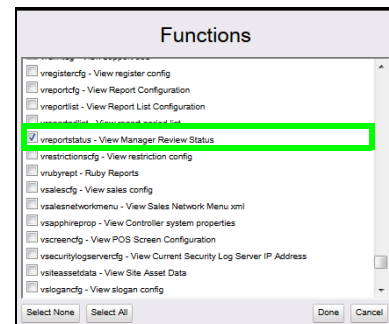 Functions
vregistercfg - View register config
vreportcfg - View Report Configuration
vreportlist - View Report List Configuration
vreportstatus - View Manager Review Status
vrestrictionscfg - View restriction config
vrubyrept - Ruby Reports
vsalescfg - View sales config
vsalesnetworkmenu - View Sales Network Menu xml
vsapphireprop - View Controller system properties
vscreencfg - View POS Screen Configuration
vsecuritylogservercfg - View Current Security Log Server IP Address
vsiteassetdata - View Site Asset Data
vslogancfg - View slogan config
Select None Select All Done Cancel